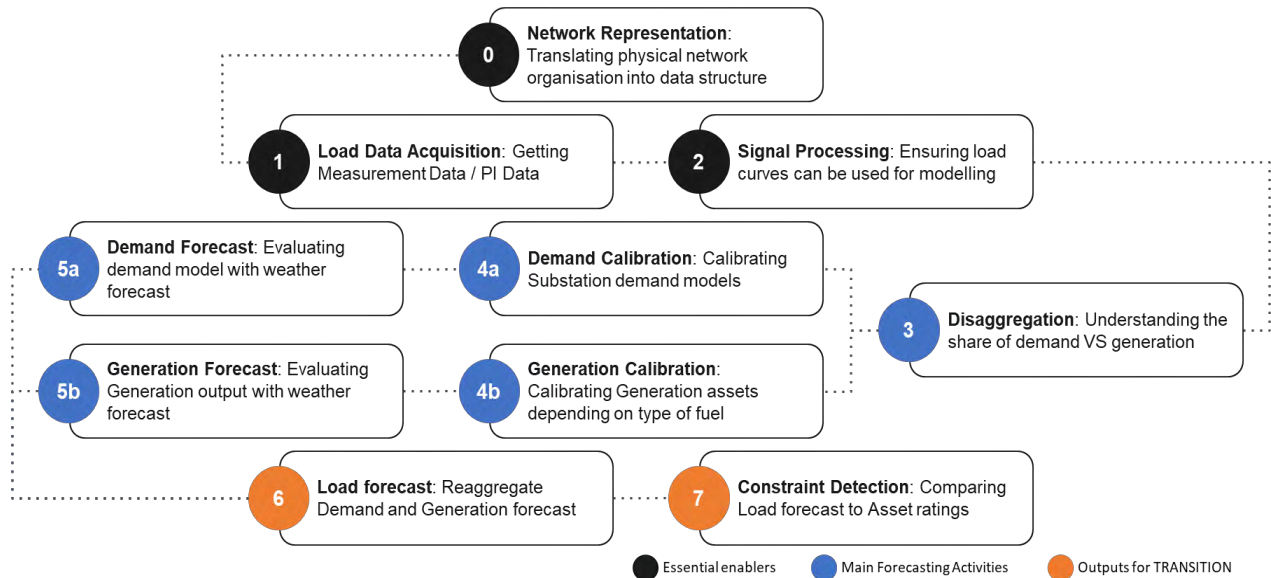 0
Network Representation:
Translating physical network
organisation into data structure
1
Load Data Acquisition: Getting
Measurement Data / PI Data
2
Signal Processing: Ensuring load
curves can be used for modelling
5a
Demand Forecast: Evaluating
demand model with weather
forecast
4a
Demand Calibration: Calibrating
Substation demand models
3
Disaggregation: Understanding the
share of demand VS generation
5b
Generation Forecast: Evaluating
Generation output with weather
forecast
4b
Generation Calibration:
Calibrating Generation assets
depending on type of fuel
6
Load forecast: Reaggregate
Demand and Generation forecast
7
Constraint Detection: Comparing
Load forecast to Asset ratings
Essential enablers
Main Forecasting Activities
Outputs for TRANSITION